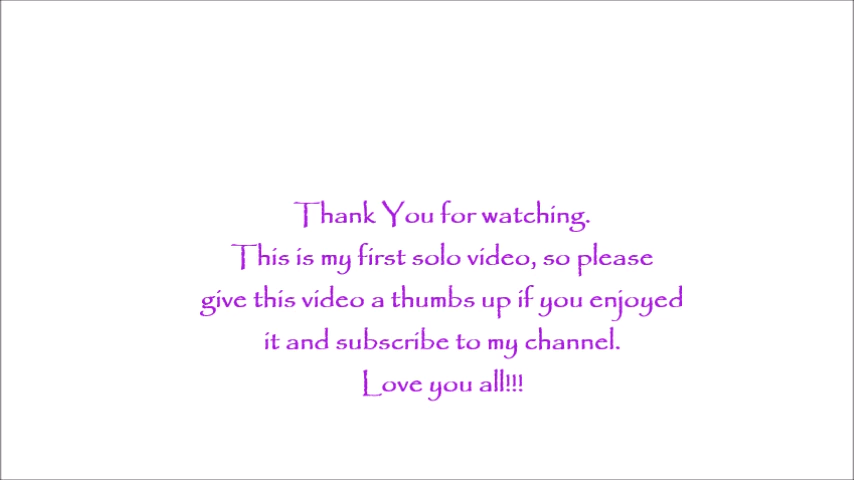 Thank You for watching.
This is my first solo video, so please
give this video a thumbs up if you enjoyed
it and subscribe to my channel.
Love you all!!!